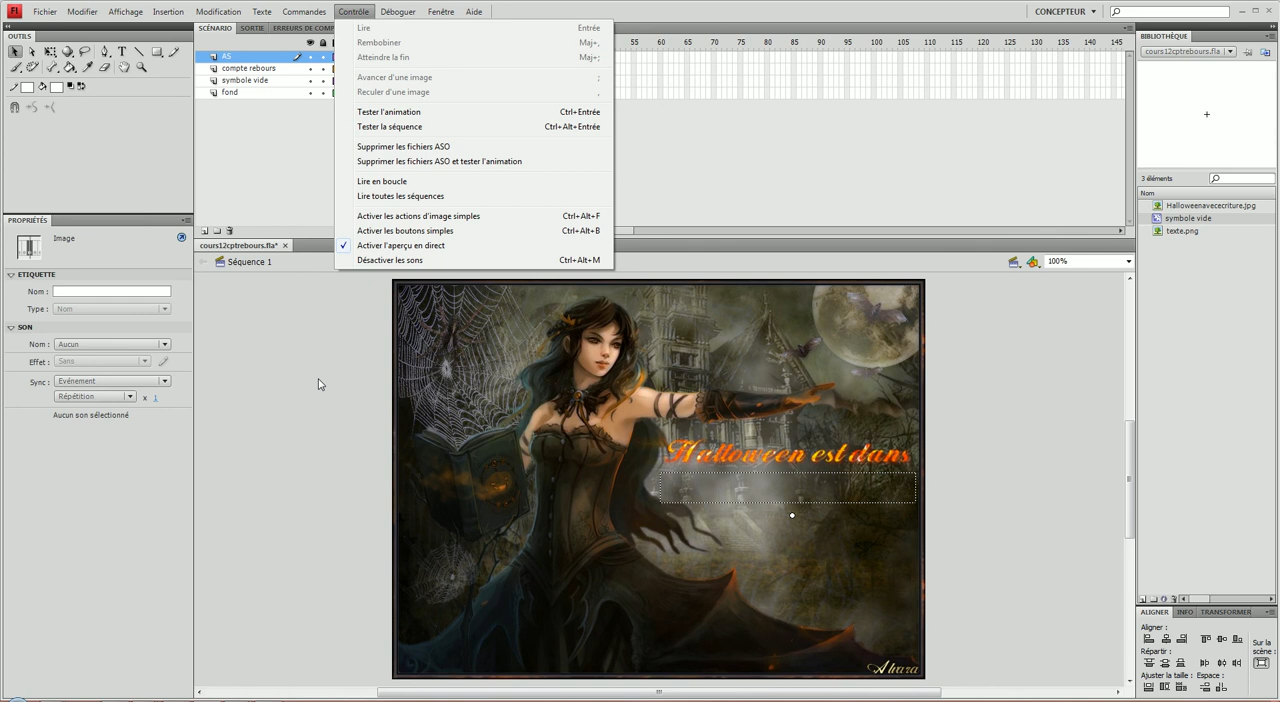 FL Fichier Modifier Affichage Insertion Modification Texte Commandes Contrôle Déboguer Fenêtre Aide CONCEPTEUR
OUTILS
SCÉNARIO SORTIE ERREURS DE COMP
55 60 65 70 75 80 85 90 95 100 105 110 115 120 125 130 135 140 145
AS
compte rebours
symbole vide
fond
Lire Entrée
Rembobiner Maj+,
Atteindre la fin Maj+;
Avancer d'une image ;
Reculer d'une image ,
Tester l'animation Ctrl+Entrée
Tester la séquence Ctrl+Alt+Entrée
Supprimer les fichiers ASO
Supprimer les fichiers ASO et tester l'animation
Lire en boucle
Lire toutes les séquences
Activer les actions d'image simples Ctrl+Alt+F
Activer les boutons simples Ctrl+Alt+B
Activer l'aperçu en direct
Désactiver les sons Ctrl+Alt+M
PROPRIÉTÉS
Image
ETIQUETTE
Nom :
Type : Nom
SON
Nom : Aucun
Effet : Sans
Sync : Evénement
Répétition x 1
Aucun son sélectionné
cours12cptrebours.fla*
Séquence 1
100%
Halloween est dans
Alvara
BIBLIOTHÈQUE
cours12cptrebours.fla
3 éléments
Nom
Halloweenavececriture.jpg
symbole vide
texte.png
ALIGNER INFO TRANSFORMER
Aligner :
Répartir :
Sur la
scène :
Ajuster la taille : Espace :